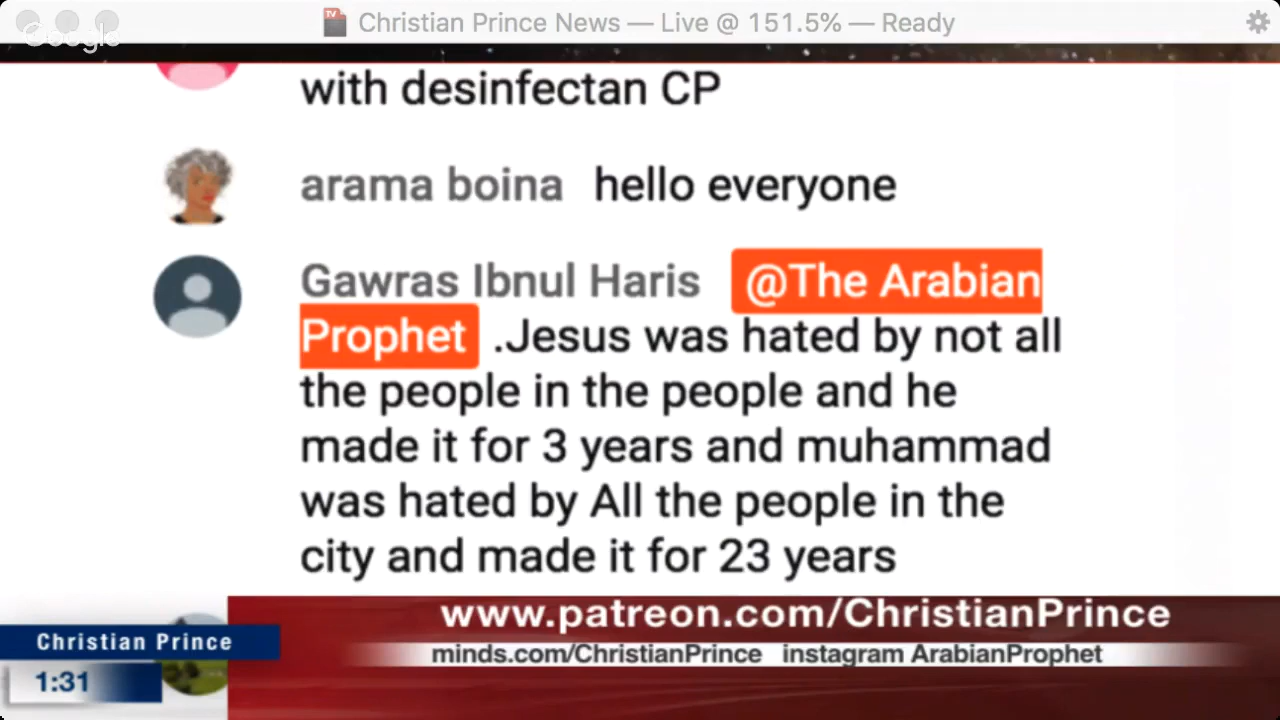 Christian Prince News — Live @ 151.5% — Ready
Google
with desinfectan CP
arama boina hello everyone
Gawras Ibnul Haris @The Arabian
Prophet .Jesus was hated by not all
the people in the people and he
made it for 3 years and muhammad
was hated by All the people in the
city and made it for 23 years
www.patreon.com/ChristianPrince
Christian Prince
minds.com/ChristianPrince instagram ArabianProphet
1:31